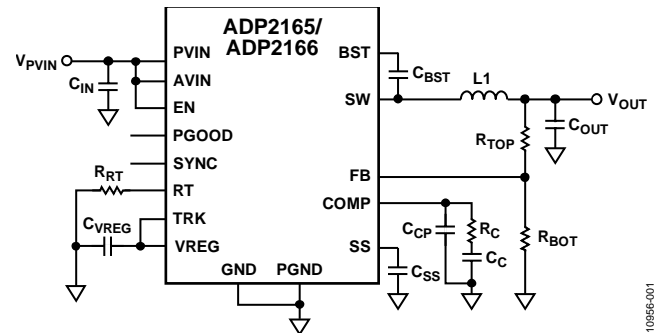 ADP2165/
ADP2166
VPVIN
CIN
PVIN
AVIN
EN
PGOOD
SYNC
RRT
RT
CVREG
TRK
VREG
GND
PGND
BST
CBST
SW
L1
VOUT
RTOP
COUT
FB
COMP
CCP
RC
CC
RBOT
SS
CSS
10956-001